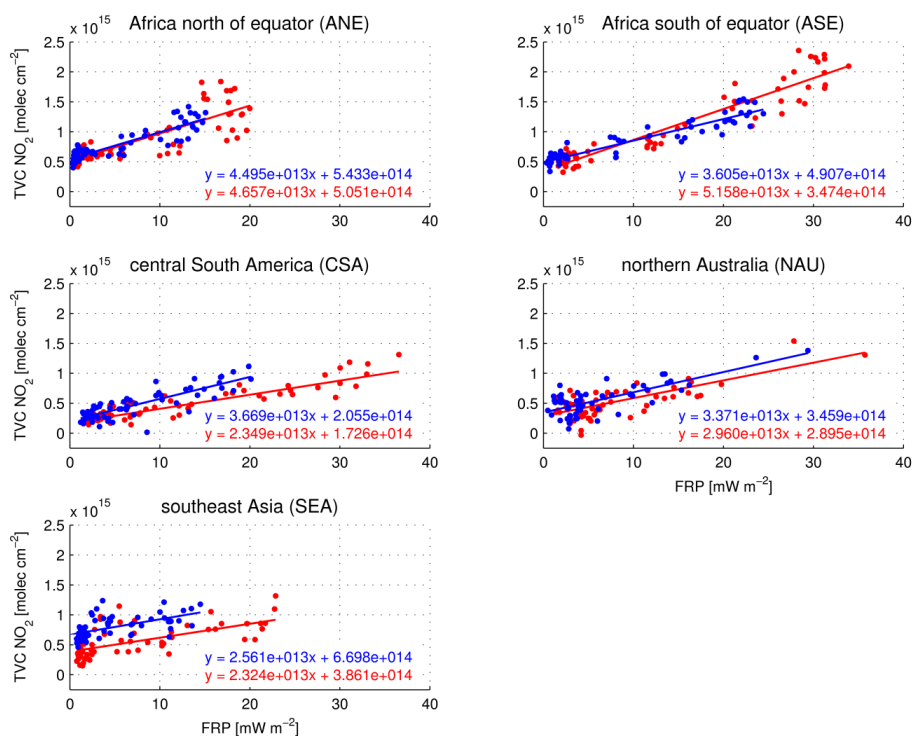 Africa north of equator (ANE)
x 10^15
TVC NO2 [molec cm−2]
2.5
2
1.5
1
0.5
0
y = 4.495e+013x + 5.433e+014
y = 4.657e+013x + 5.051e+014
0 10 20 30 40
Africa south of equator (ASE)
x 10^15
2.5
2
1.5
1
0.5
0
y = 3.605e+013x + 4.907e+014
y = 5.158e+013x + 3.474e+014
0 10 20 30 40
central South America (CSA)
x 10^15
TVC NO2 [molec cm−2]
2.5
2
1.5
1
0.5
0
y = 3.669e+013x + 2.055e+014
y = 2.349e+013x + 1.726e+014
0 10 20 30 40
northern Australia (NAU)
x 10^15
2.5
2
1.5
1
0.5
0
y = 3.371e+013x + 3.459e+014
y = 2.960e+013x + 2.895e+014
0 10 20 30 40
FRP [mW m−2]
southeast Asia (SEA)
x 10^15
TVC NO2 [molec cm−2]
2.5
2
1.5
1
0.5
0
y = 2.561e+013x + 6.698e+014
y = 2.324e+013x + 3.861e+014
0 10 20 30 40
FRP [mW m−2]